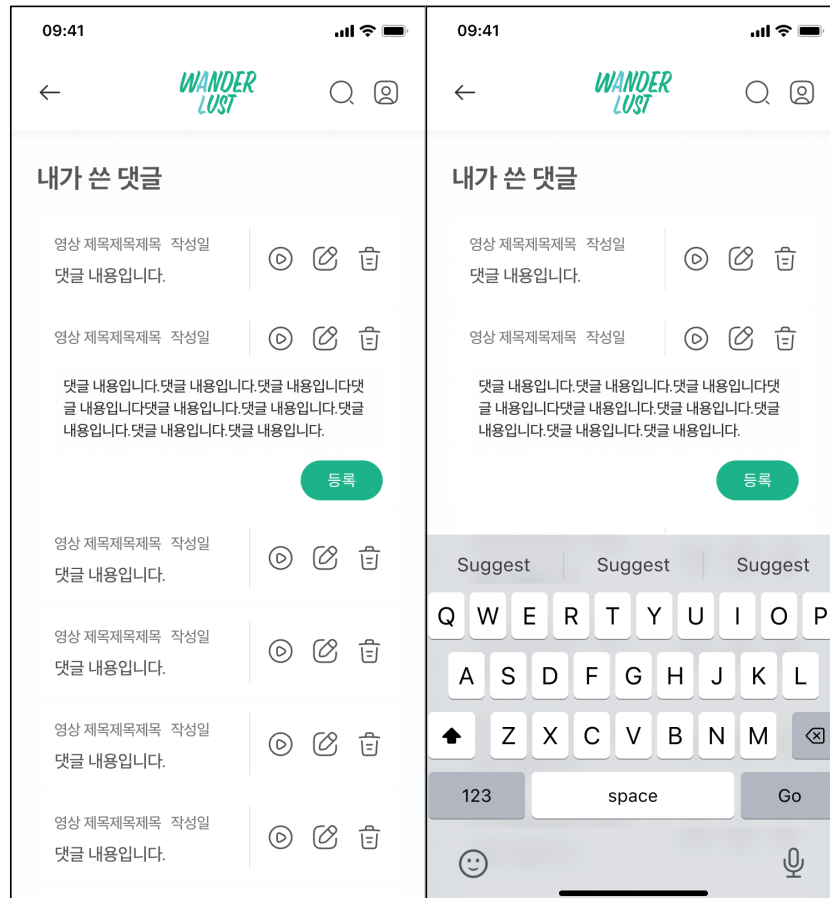 09:41
WANDER
LUST
내가 쓴 댓글
영상 제목제목제목 작성일
댓글 내용입니다.
영상 제목제목제목 작성일
댓글 내용입니다.댓글 내용입니다.댓글 내용입니다댓
글 내용입니다댓글 내용입니다.댓글 내용입니다.댓글
내용입니다.댓글 내용입니다.댓글 내용입니다.
등록
영상 제목제목제목 작성일
댓글 내용입니다.
영상 제목제목제목 작성일
댓글 내용입니다.
영상 제목제목제목 작성일
댓글 내용입니다.
영상 제목제목제목 작성일
댓글 내용입니다.
09:41
WANDER
LUST
내가 쓴 댓글
영상 제목제목제목 작성일
댓글 내용입니다.
영상 제목제목제목 작성일
댓글 내용입니다.댓글 내용입니다.댓글 내용입니다댓
글 내용입니다댓글 내용입니다.댓글 내용입니다.댓글
내용입니다.댓글 내용입니다.댓글 내용입니다.
등록
Suggest Suggest Suggest
Q W E R T Y U I O P
A S D F G H J K L
Z X C V B N M
123 space Go